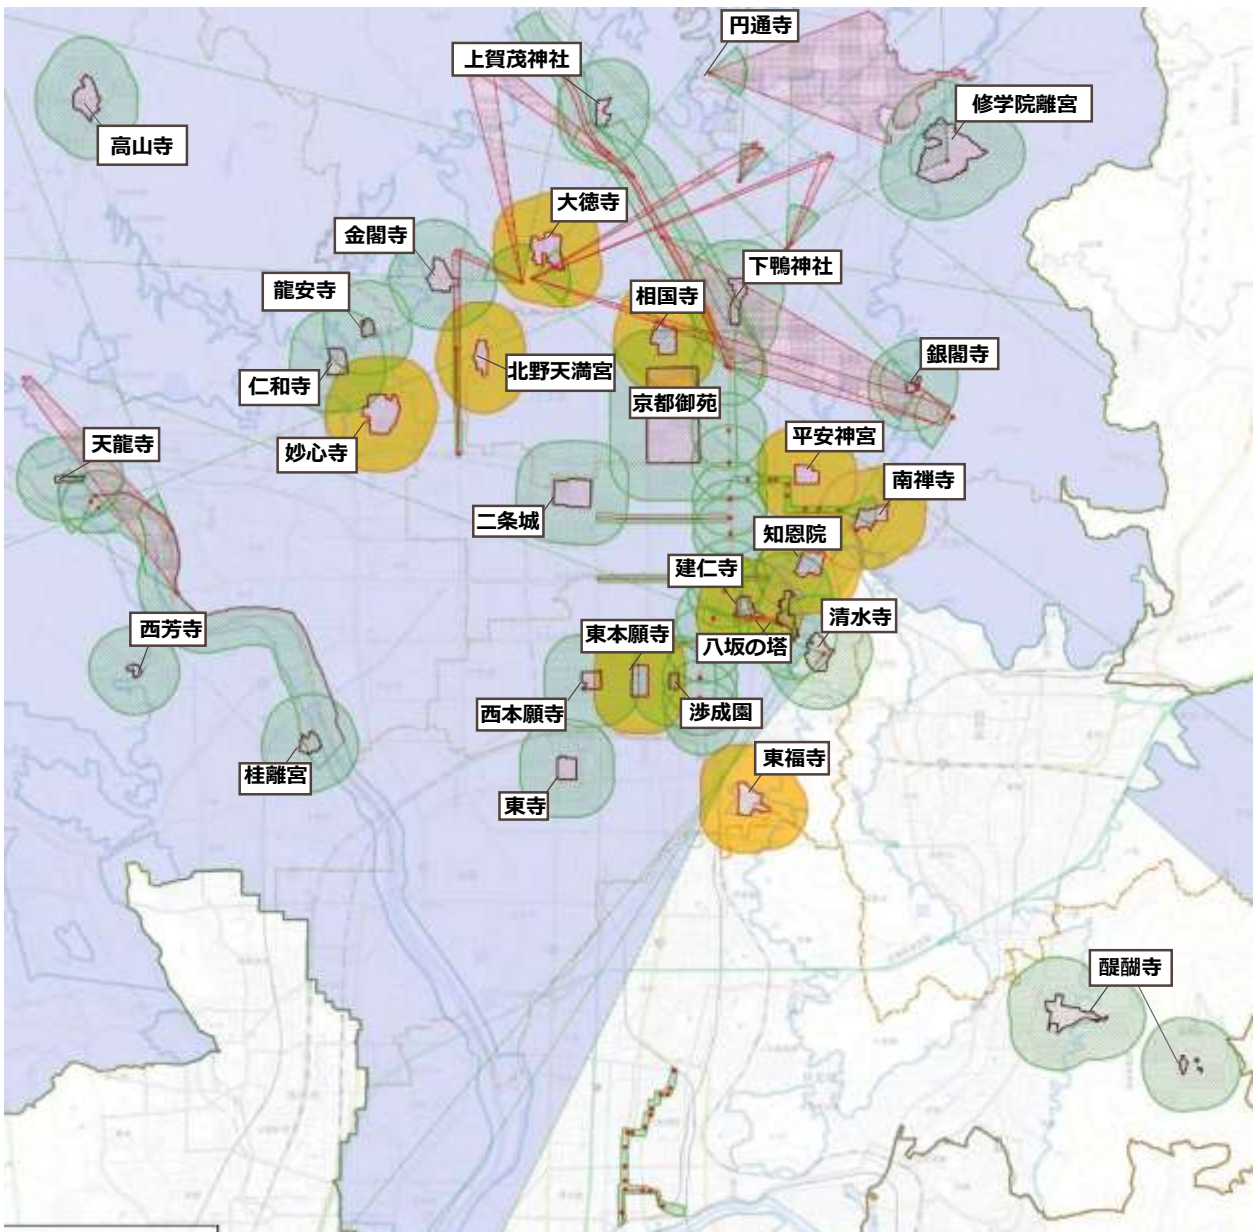 円通寺
上賀茂神社
修学院離宮
高山寺
大徳寺
金閣寺
下鴨神社
龍安寺
相国寺
銀閣寺
北野天満宮
仁和寺
京都御苑
妙心寺
平安神宮
天龍寺
南禅寺
二条城
知恩院
建仁寺
西芳寺
清水寺
東本願寺
八坂の塔
西本願寺
渉成園
桂離宮
東福寺
東寺
醍醐寺